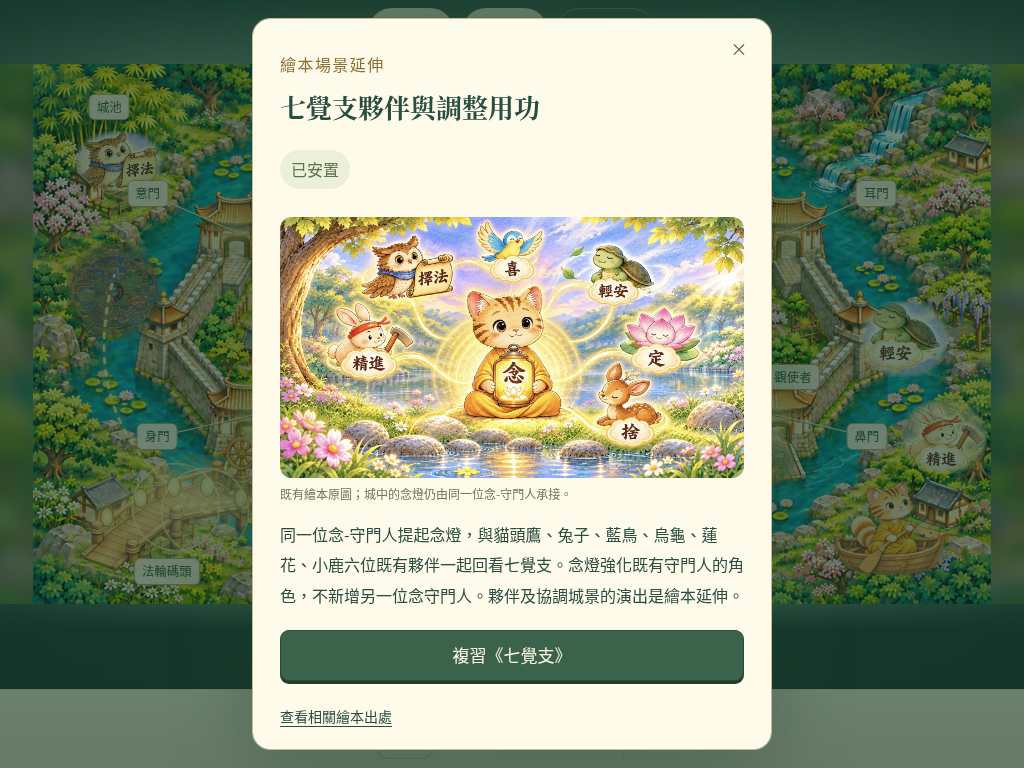 繪本場景延伸
七覺支夥伴與調整用功
已安置
擇法
喜
輕安
精進
念
定
捨
既有繪本原圖；城中的念燈仍由同一位念-守門人承接。
同一位念-守門人提起念燈，與貓頭鷹、兔子、藍鳥、烏龜、蓮
花、小鹿六位既有夥伴一起回看七覺支。念燈強化既有守門人的角
色，不新增另一位念守門人。夥伴及協調城景的演出是繪本延伸。
複習《七覺支》
查看相關繪本出處
城池
擇法
意門
身門
法輪碼頭
耳門
輕安
觀使者
鼻門
精進